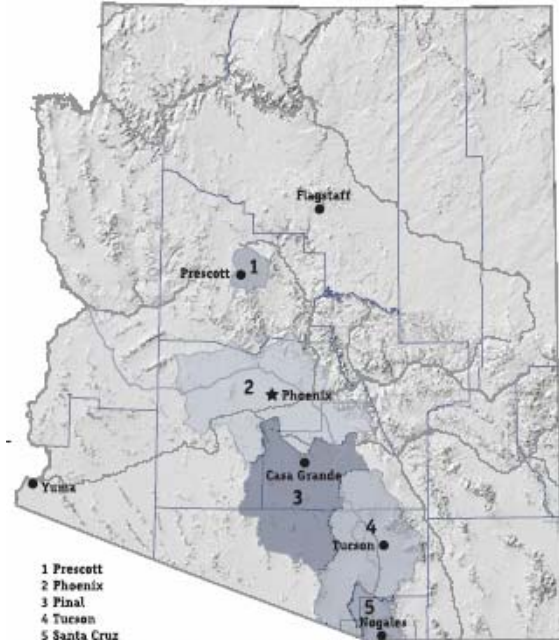 Flagstaff
Prescott 1
2 Phoenix
Casa Grande
3
Yuma
4
Tucson
5
Nogales
1 Prescott
2 Phoenix
3 Pinal
4 Tucson
5 Santa Cruz